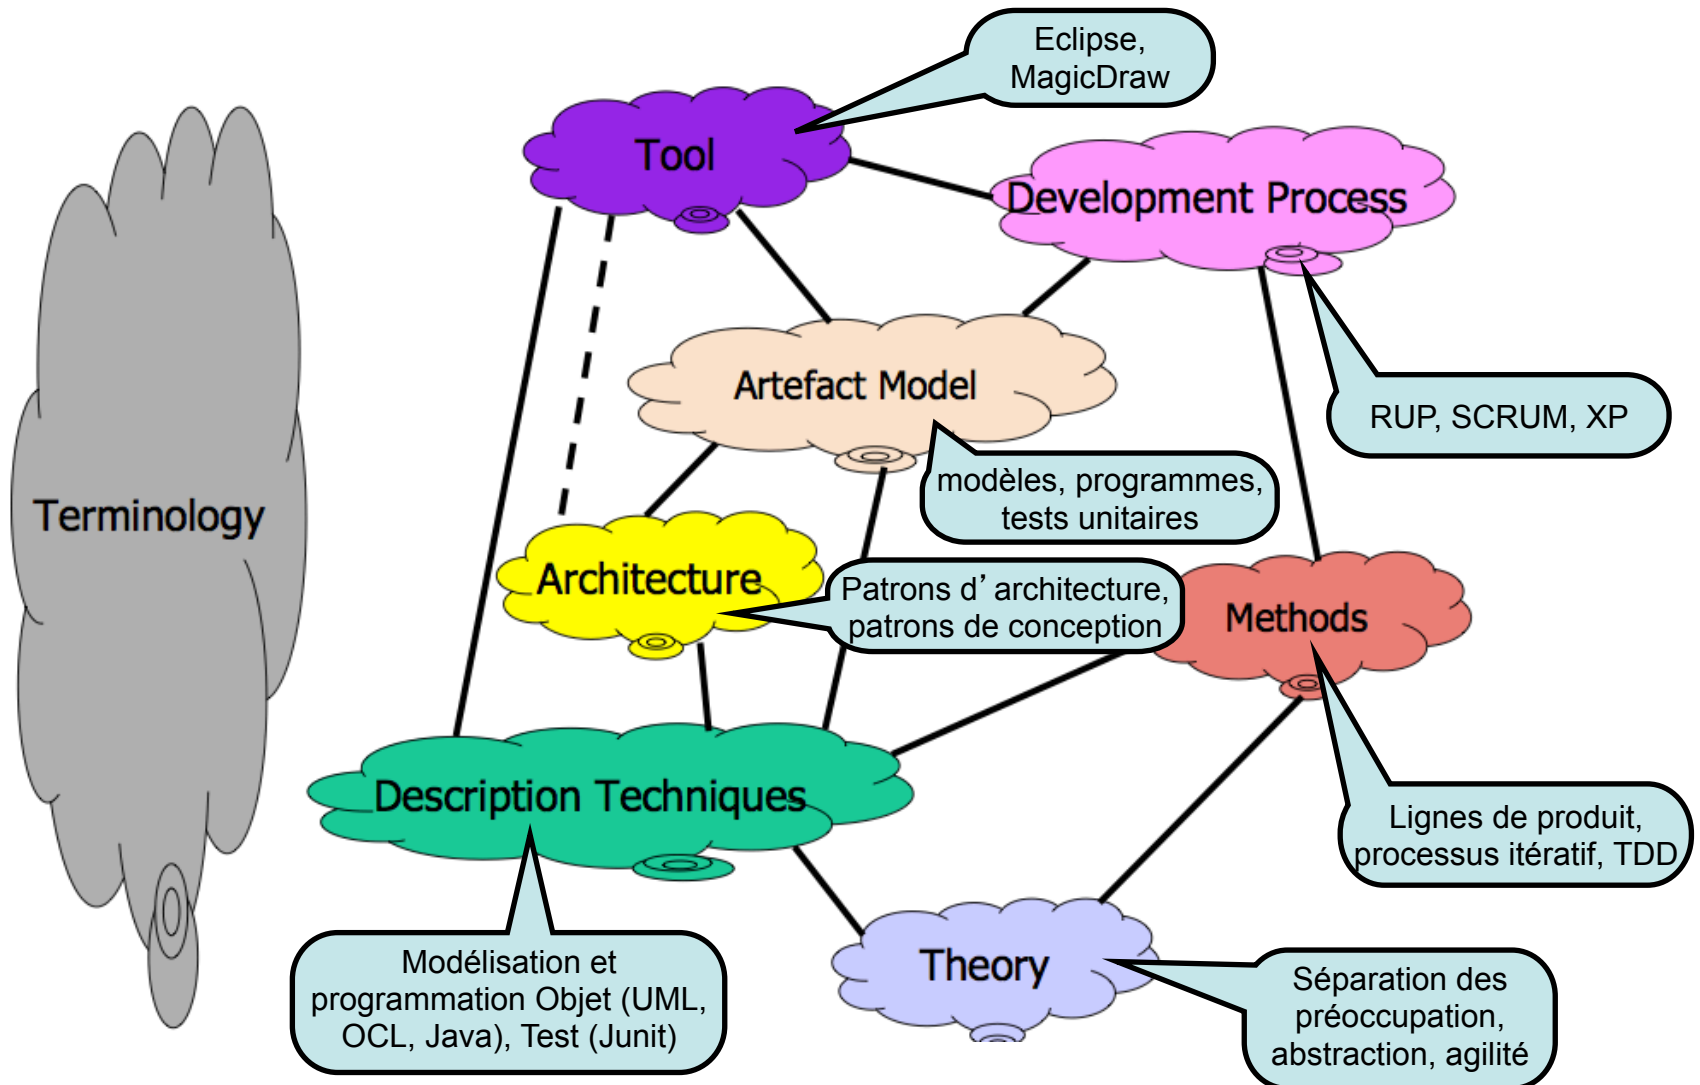 Eclipse,
MagicDraw
Tool
Development Process
Artefact Model
RUP, SCRUM, XP
modèles, programmes,
tests unitaires
Terminology
Architecture
Patrons d’architecture,
patrons de conception
Methods
Description Techniques
Lignes de produit,
processus itératif, TDD
Modélisation et
programmation Objet (UML,
OCL, Java), Test (Junit)
Theory
Séparation des
préoccupation,
abstraction, agilité